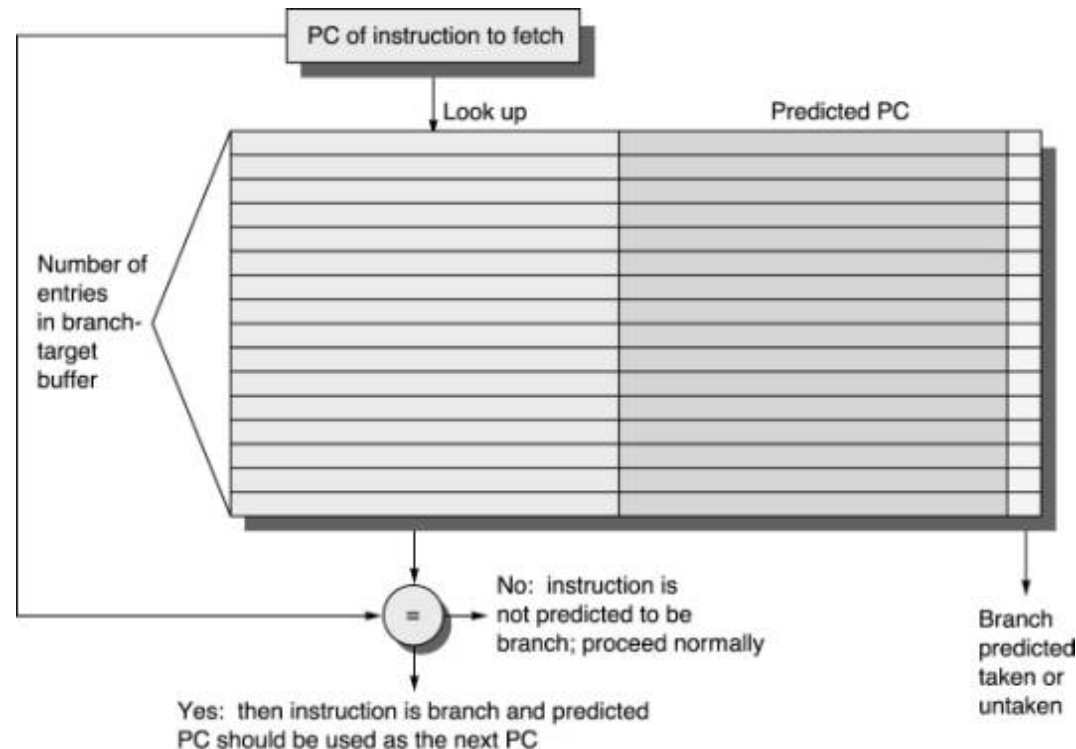 PC of instruction to fetch
Look up
Predicted PC
Number of
entries
in branch-
target
buffer
=
No: instruction is
not predicted to be
branch; proceed normally
Branch
predicted
taken or
untaken
Yes: then instruction is branch and predicted
PC should be used as the next PC